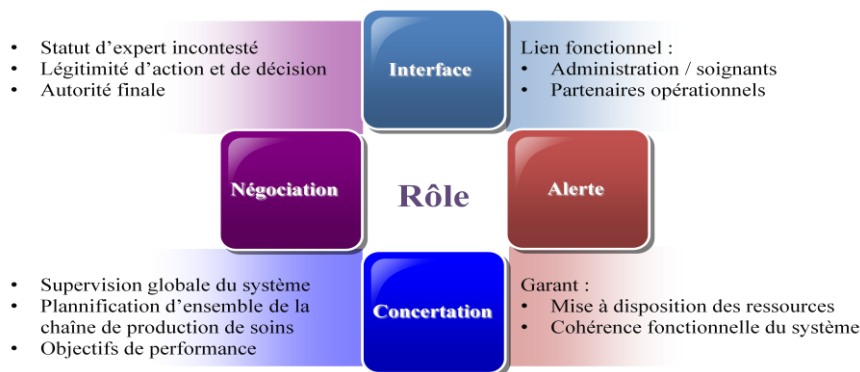 • Statut d'expert incontesté
• Légitimité d'action et de décision
• Autorité finale
Interface
Lien fonctionnel :
• Administration / soignants
• Partenaires opérationnels
Négociation
Rôle
Alerte
• Supervision globale du système
• Plannification d'ensemble de la
chaîne de production de soins
• Objectifs de performance
Concertation
Garant :
• Mise à disposition des ressources
• Cohérence fonctionnelle du système